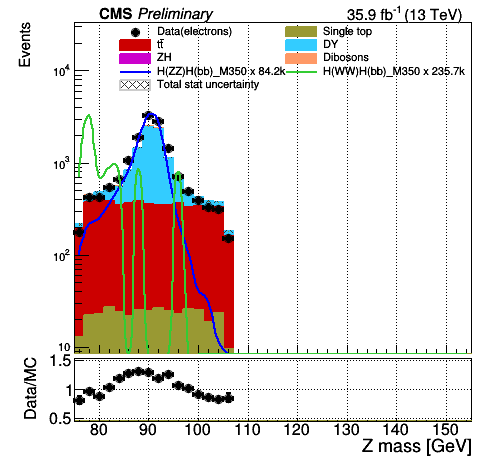 CMS Preliminary 35.9 fb⁻¹ (13 TeV)
Events
Data(electrons) Single top
tt̄ DY
ZH Dibosons
H(ZZ)H(bb)_M350 x 84.2k H(WW)H(bb)_M350 x 235.7k
Total stat uncertainty
10⁴
10³
10²
10
Data/MC
1.5
1
0.5
80 90 100 110 120 130 140 150
Z mass [GeV]